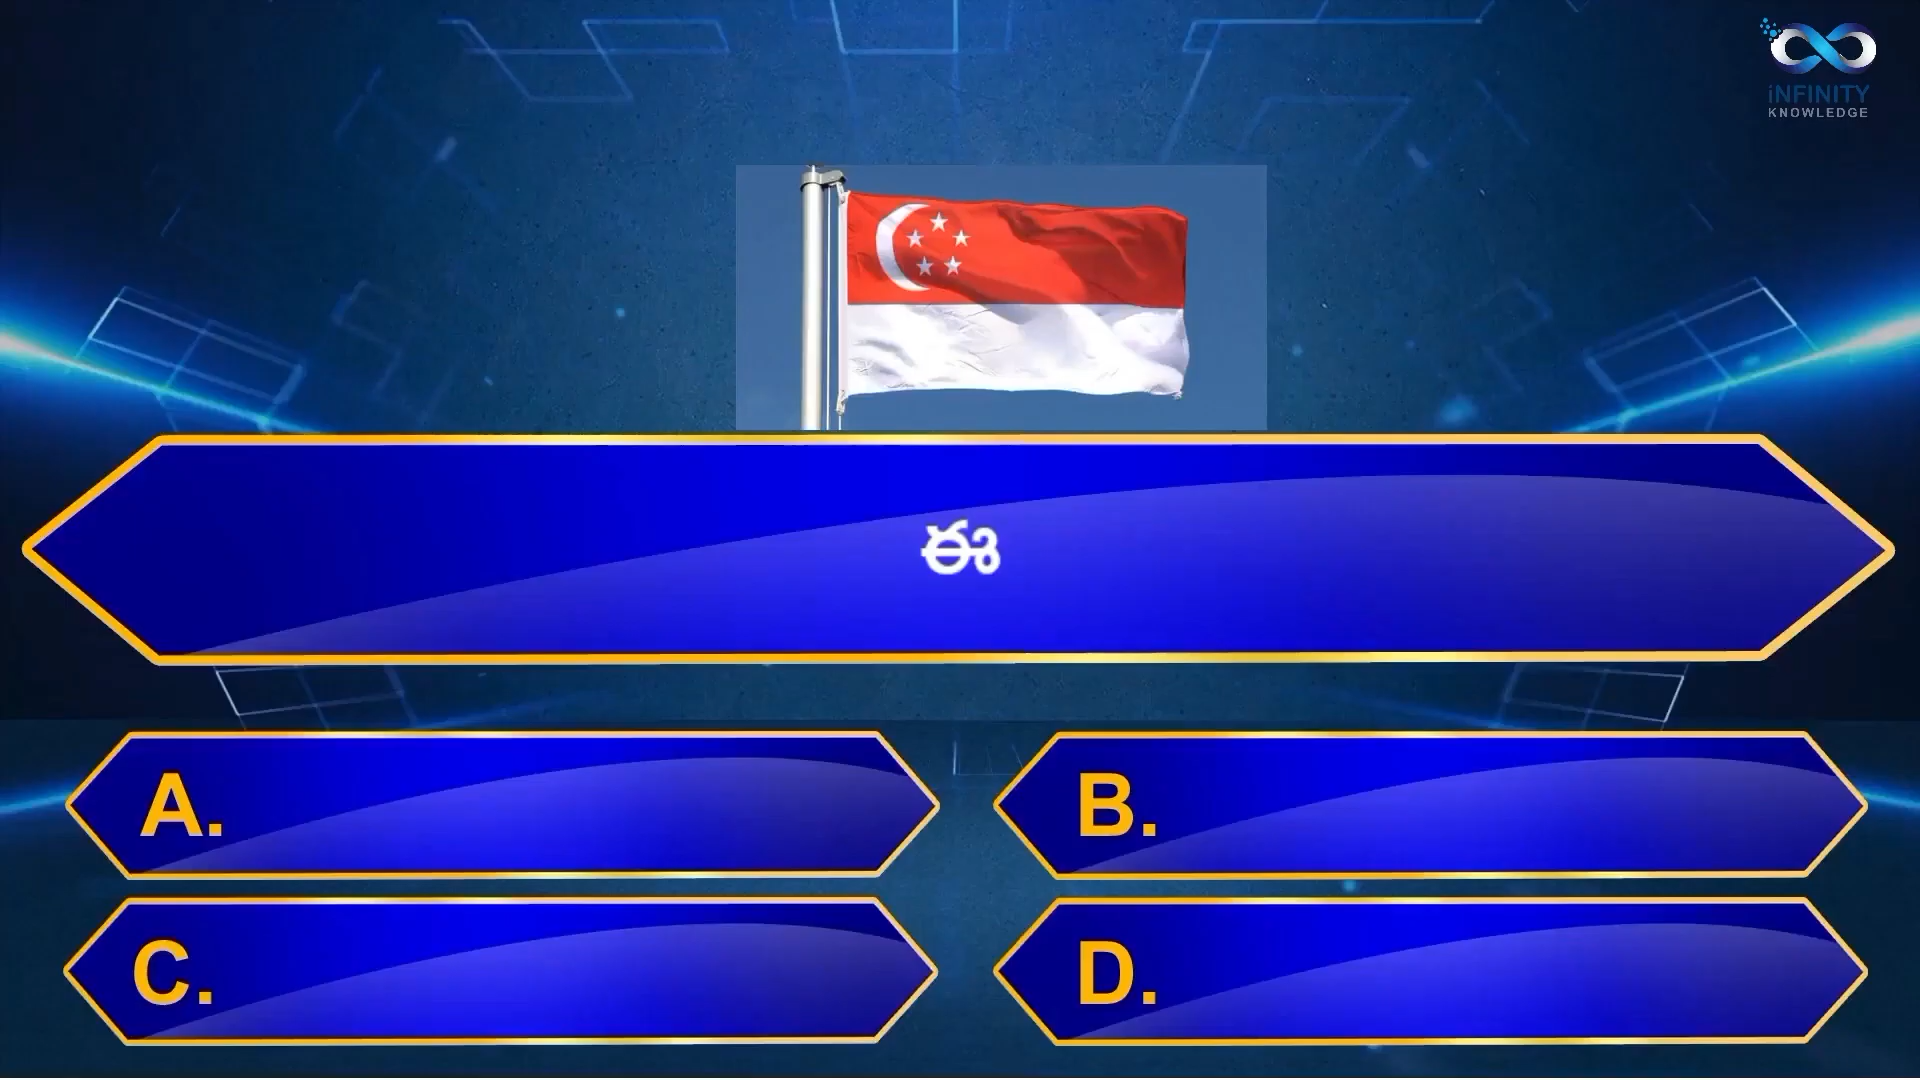 iNFINITY
KNOWLEDGE
ఈ
A.
B.
C.
D.